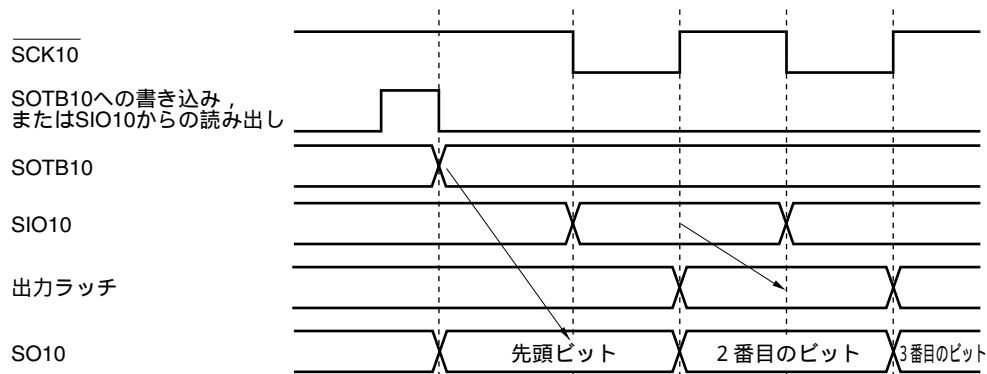 SCK10
SOTB10への書き込み，
またはSIO10からの読み出し
SOTB10
SIO10
出力ラッチ
SO10
先頭ビット
2番目のビット
3番目のビット